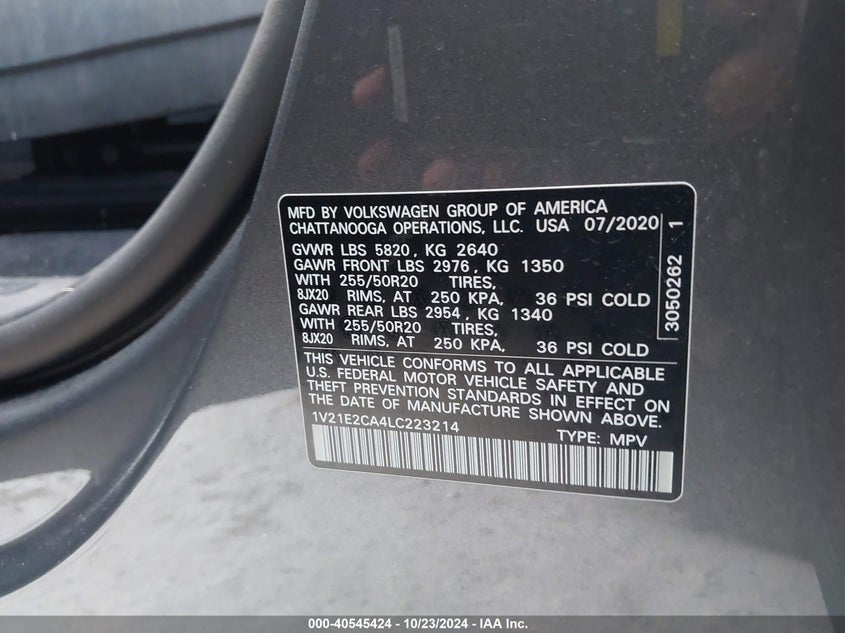 MFD BY VOLKSWAGEN GROUP OF AMERICA
CHATTANOOGA OPERATIONS, LLC. USA 07/2020
GVWR LBS 5820, KG 2640
GAWR FRONT LBS 2976, KG 1350
WITH 255/50R20 TIRES,
8JX20 RIMS, AT 250 KPA, 36 PSI COLD
GAWR REAR LBS 2954, KG 1340
WITH 255/50R20 TIRES,
8JX20 RIMS, AT 250 KPA, 36 PSI COLD
THIS VEHICLE CONFORMS TO ALL APPLICABLE
U.S. FEDERAL MOTOR VEHICLE SAFETY AND
THEFT PREVENTION STANDARDS IN EFFECT ON
THE DATE OF MANUFACTURE SHOWN ABOVE.
1V21E2CA4LC223214
TYPE: MPV
3050262 1
000-40545424 - 10/23/2024 - IAA Inc.